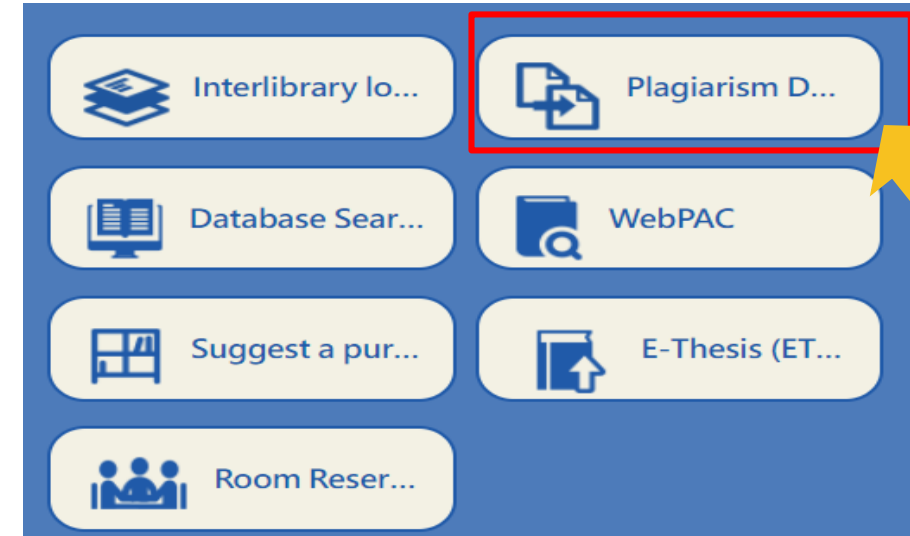 Interlibrary lo...
Plagiarism D...
Database Sear...
WebPAC
Suggest a pur...
E-Thesis (ET...
Room Reser...